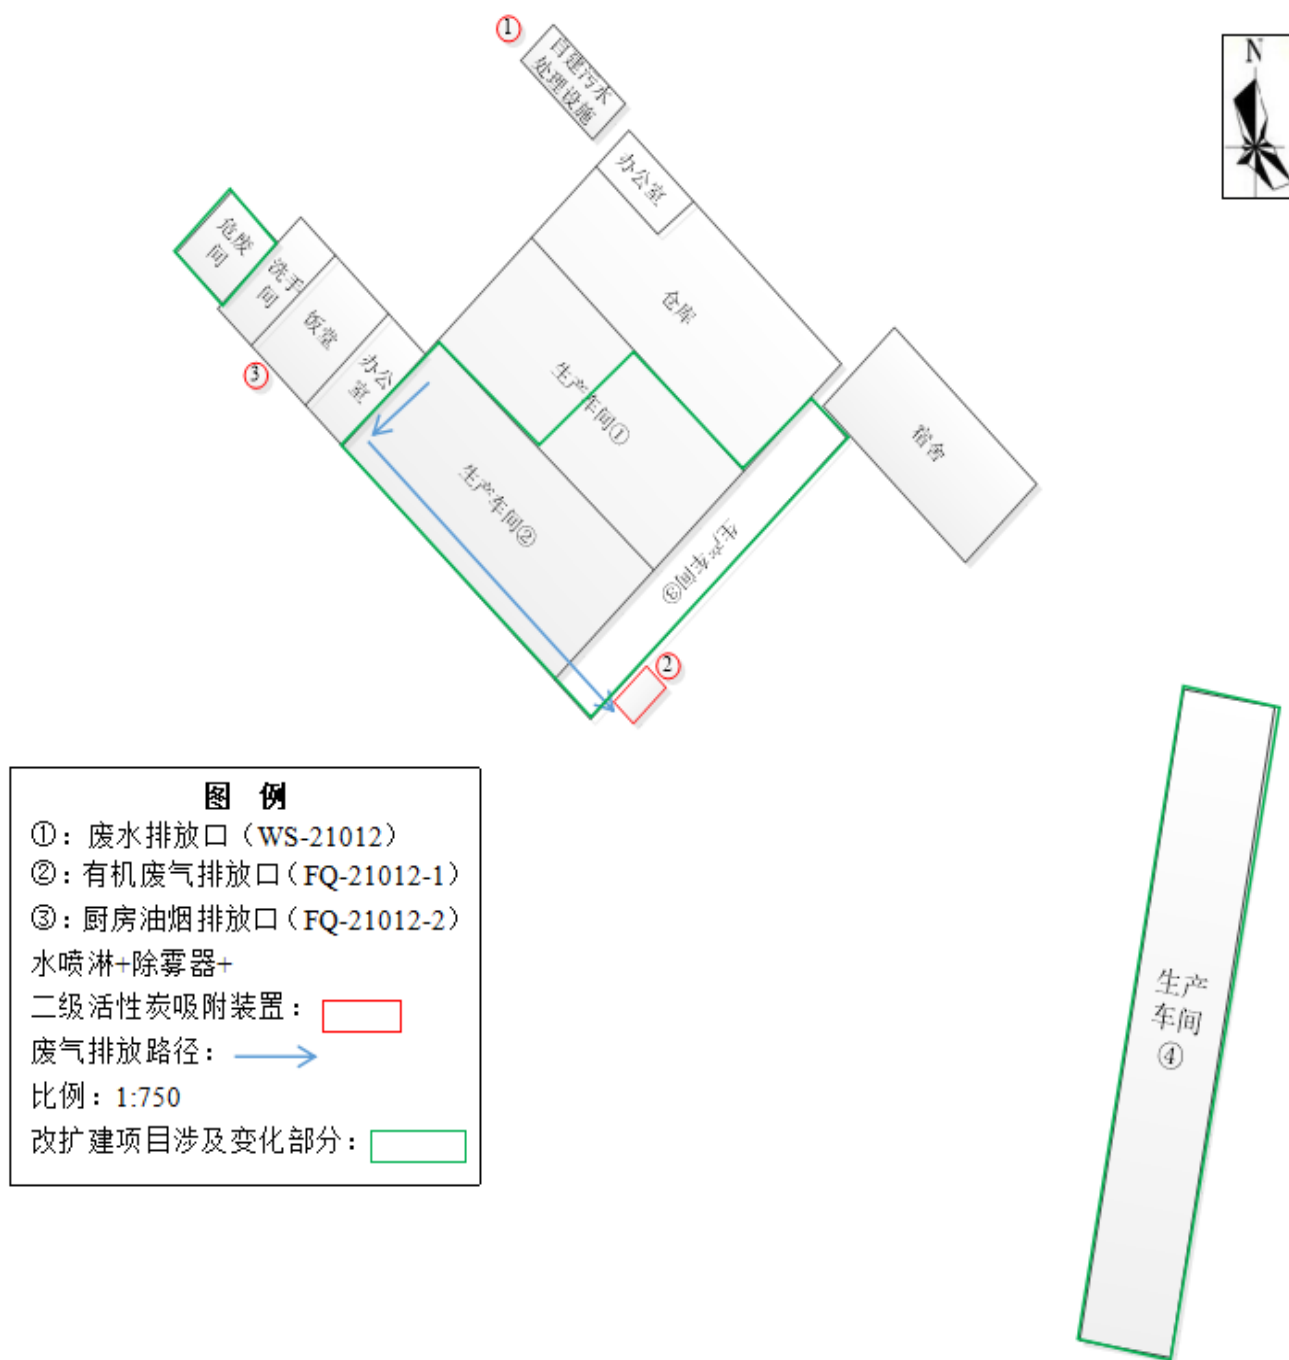 ①
自建污水
处理设施
N
办公室
危废
间
洗手
间
饭堂
办公
室
③
仓库
生产车间①
宿舍
生产车间②
生产车间
③
②
图 例
①：废水排放口（WS-21012）
②：有机废气排放口（FQ-21012-1）
③：厨房油烟排放口（FQ-21012-2）
水喷淋+除雾器+
二级活性炭吸附装置：
废气排放路径：
比例：1:750
改扩建项目涉及变化部分：
生产
车间
④